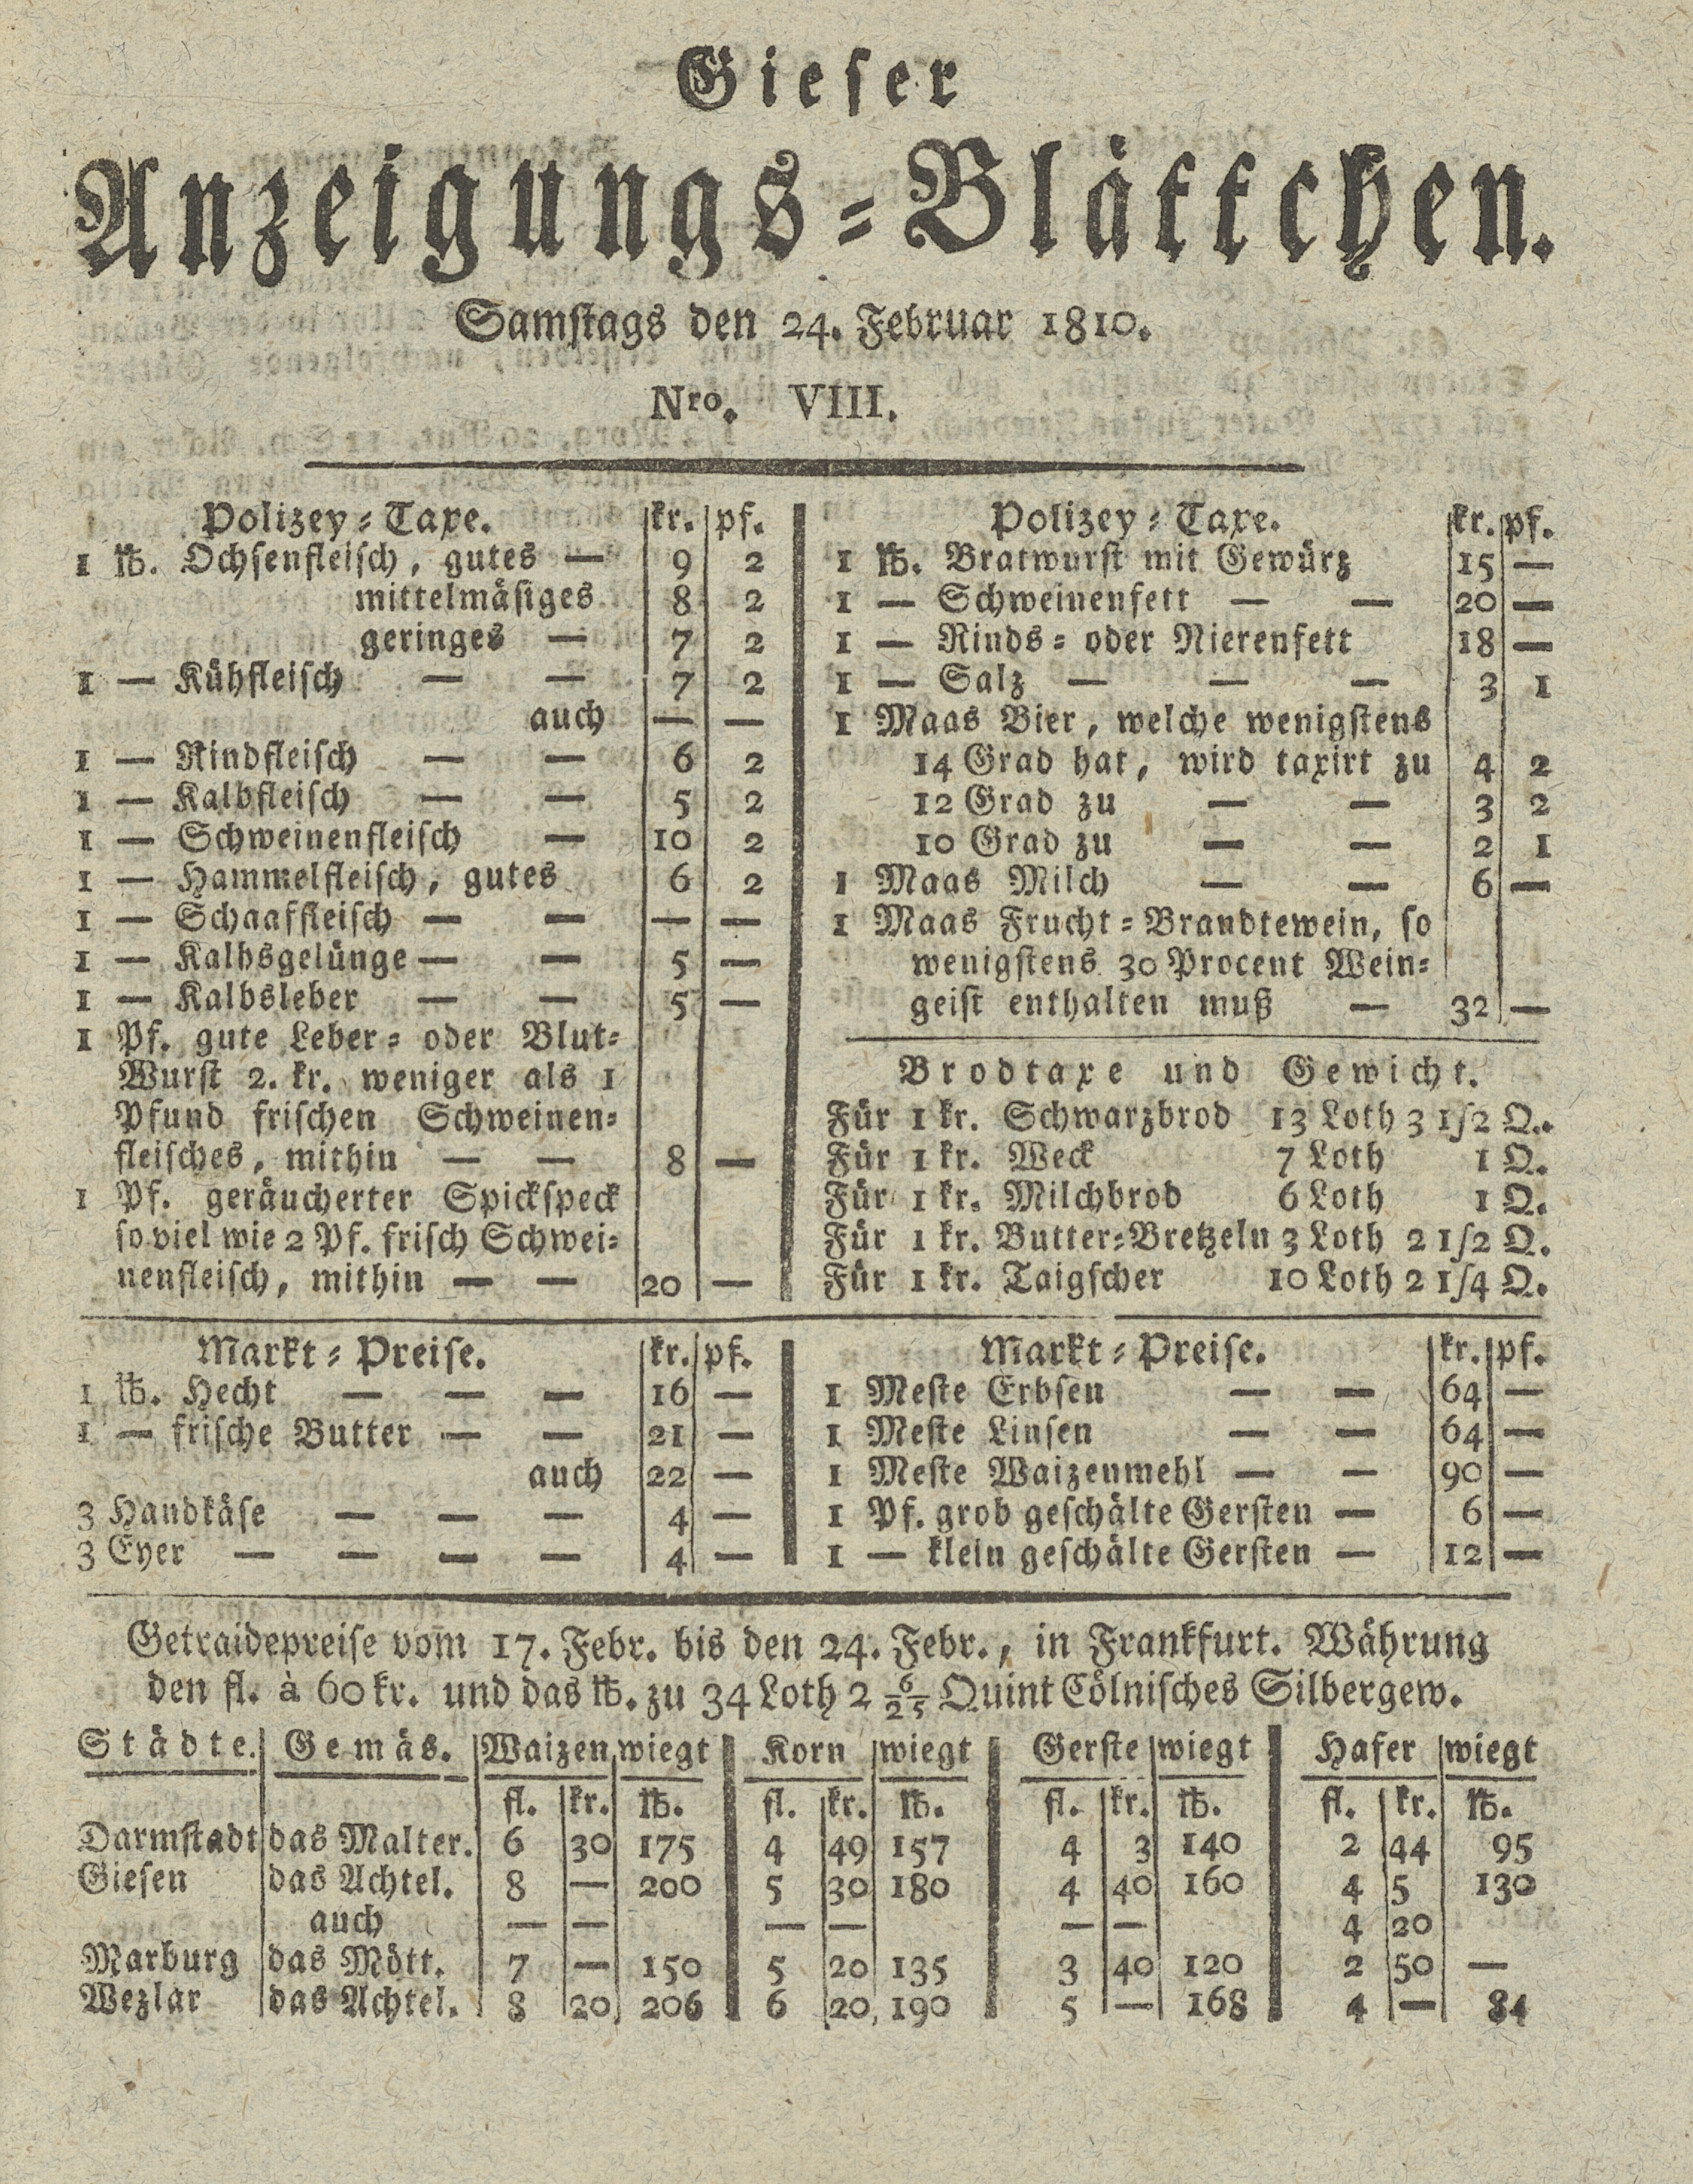 Gieser
Anzeigungs-Blättchen.
Samstags den 24. Februar 1810.
Nro. VIII.
Polizey-Taxe. kr. pf.
1 ℔. Ochsenfleisch, gutes — 9 2
mittelmäsiges 8 2
geringes — 7 2
1 — Kühfleisch — — 7 2
auch — —
1 — Rindfleisch — — 6 2
1 — Kalbfleisch — — 5 2
1 — Schweinenfleisch — 10 2
1 — Hammelfleisch, gutes 6 2
1 — Schaaffleisch — — — —
1 — Kalbsgelünge — — 5 —
1 — Kalbsleber — — 5 —
1 Pf. gute Leber- oder Blut-
Wurst 2. kr. weniger als 1
Pfund frischen Schweinen-
fleisches, mithin — — 8 —
1 Pf. geräucherter Spickspeck
so viel wie 2 Pf. frisch Schwei-
nenfleisch, mithin — — 20 —
Polizey-Taxe. kr. pf.
1 ℔. Bratwurst mit Gewürz 15 —
1 — Schweinenfett — — 20 —
1 — Rinds- oder Nierenfett 18 —
1 — Salz — — — 3 1
1 Maas Bier, welche wenigstens
14 Grad hat, wird taxirt zu 4 2
12 Grad zu — — 3 2
10 Grad zu — — 2 1
1 Maas Milch — — 6 —
1 Maas Frucht-Brandtewein, so
wenigstens 30 Procent Wein-
geist enthalten muß — 32 —
Brodtaxe und Gewicht.
Für 1 kr. Schwarzbrod 13 Loth 3 1/2 Q.
Für 1 kr. Weck 7 Loth 1 Q.
Für 1 kr. Milchbrod 6 Loth 1 Q.
Für 1 kr. Butter-Bretzeln 3 Loth 2 1/2 Q.
Für 1 kr. Taigscher 10 Loth 2 1/4 Q.
Markt-Preise. kr. pf.
1 ℔. Hecht — — — 16 —
1 — frische Butter — — 21 —
auch 22 —
3 Handkäse — — — 4 —
3 Eyer — — — — 4 —
Markt-Preise. kr. pf.
1 Meste Erbsen — — 64 —
1 Meste Linsen — — 64 —
1 Meste Waizenmehl — — 90 —
1 Pf. grob geschälte Gersten — 6 —
1 — klein geschälte Gersten — 12 —
Getraidepreise vom 17. Febr. bis den 24. Febr., in Frankfurt. Währung
den fl. à 60 kr. und das ℔. zu 34 Loth 2 6/25 Quint Cölnisches Silbergew.
Städte. Gemäs. Waizen wiegt Korn wiegt Gerste wiegt Hafer wiegt
fl. kr. ℔. fl. kr. ℔. fl. kr. ℔. fl. kr. ℔.
Darmstadt das Malter. 6 30 175 4 49 157 4 3 140 2 44 95
Giesen das Achtel. 8 — 200 5 30 180 4 40 160 4 5 130
auch — — — — — — 4 20
Marburg das Mött. 7 — 150 5 20 135 3 40 120 2 50 —
Wezlar das Achtel. 8 20 206 6 20 190 5 — 168 4 — 84